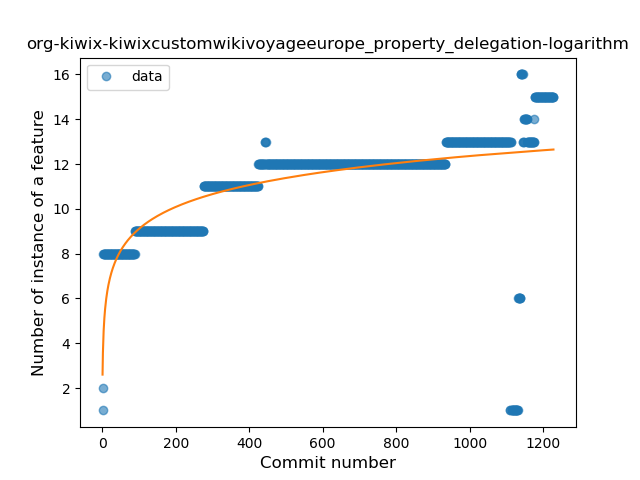 org-kiwix-kiwixcustomwikivoyageeurope_property_delegation-logarithm
data
Number of instance of a feature
16
14
12
10
8
6
4
2
0 200 400 600 800 1000 1200
Commit number